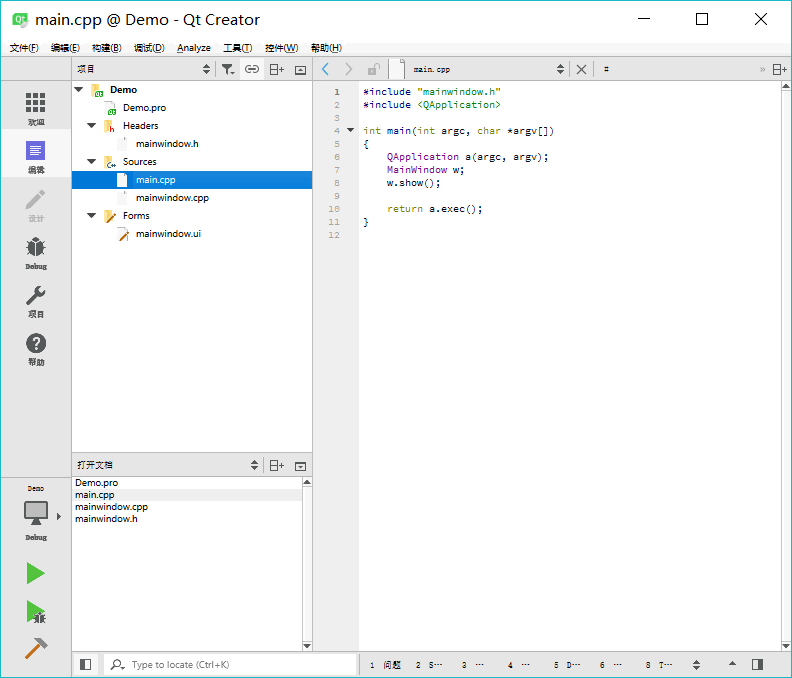 main.cpp @ Demo - Qt Creator
文件(F) 编辑(E) 构建(B) 调试(D) Analyze 工具(T) 控件(W) 帮助(H)
项目
main.cpp
#
欢迎
编辑
设计
Debug
项目
帮助
Demo
Demo.pro
Headers
mainwindow.h
Sources
main.cpp
mainwindow.cpp
Forms
mainwindow.ui
1 #include "mainwindow.h"
2 #include <QApplication>
3
4 int main(int argc, char *argv[])
5 {
6 QApplication a(argc, argv);
7 MainWindow w;
8 w.show();
9
10 return a.exec();
11 }
12
打开文档
Demo.pro
main.cpp
mainwindow.cpp
mainwindow.h
Demo
Debug
Type to locate (Ctrl+K)
1 问题 2 S… 3 … 4 … 5 D… 6 … 8 T…